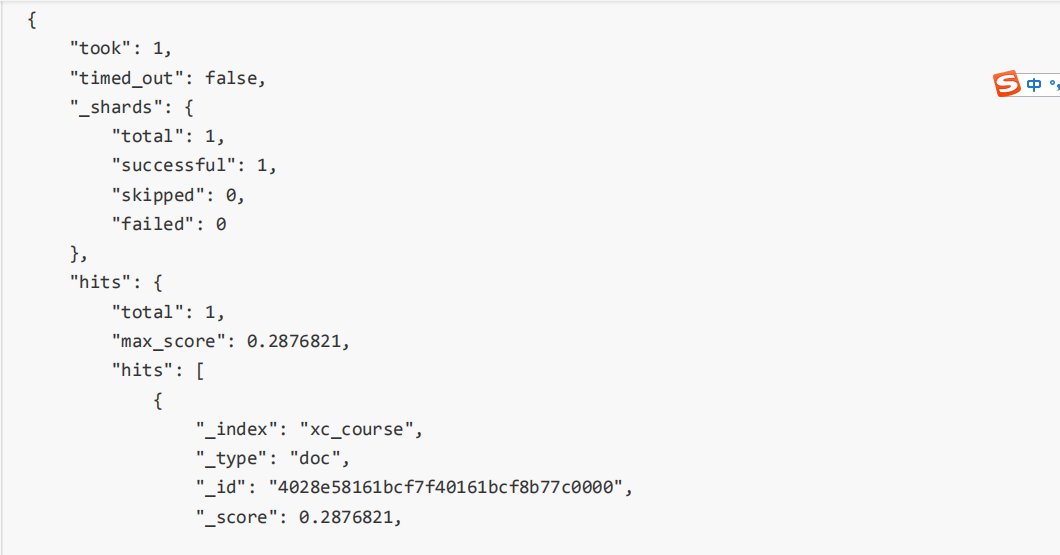 {
    "took": 1,
    "timed_out": false,
    "_shards": {
        "total": 1,
        "successful": 1,
        "skipped": 0,
        "failed": 0
    },
    "hits": {
        "total": 1,
        "max_score": 0.2876821,
        "hits": [
            {
                "_index": "xc_course",
                "_type": "doc",
                "_id": "4028e58161bcf7f40161bcf8b77c0000",
                "_score": 0.2876821,
S 中 °,